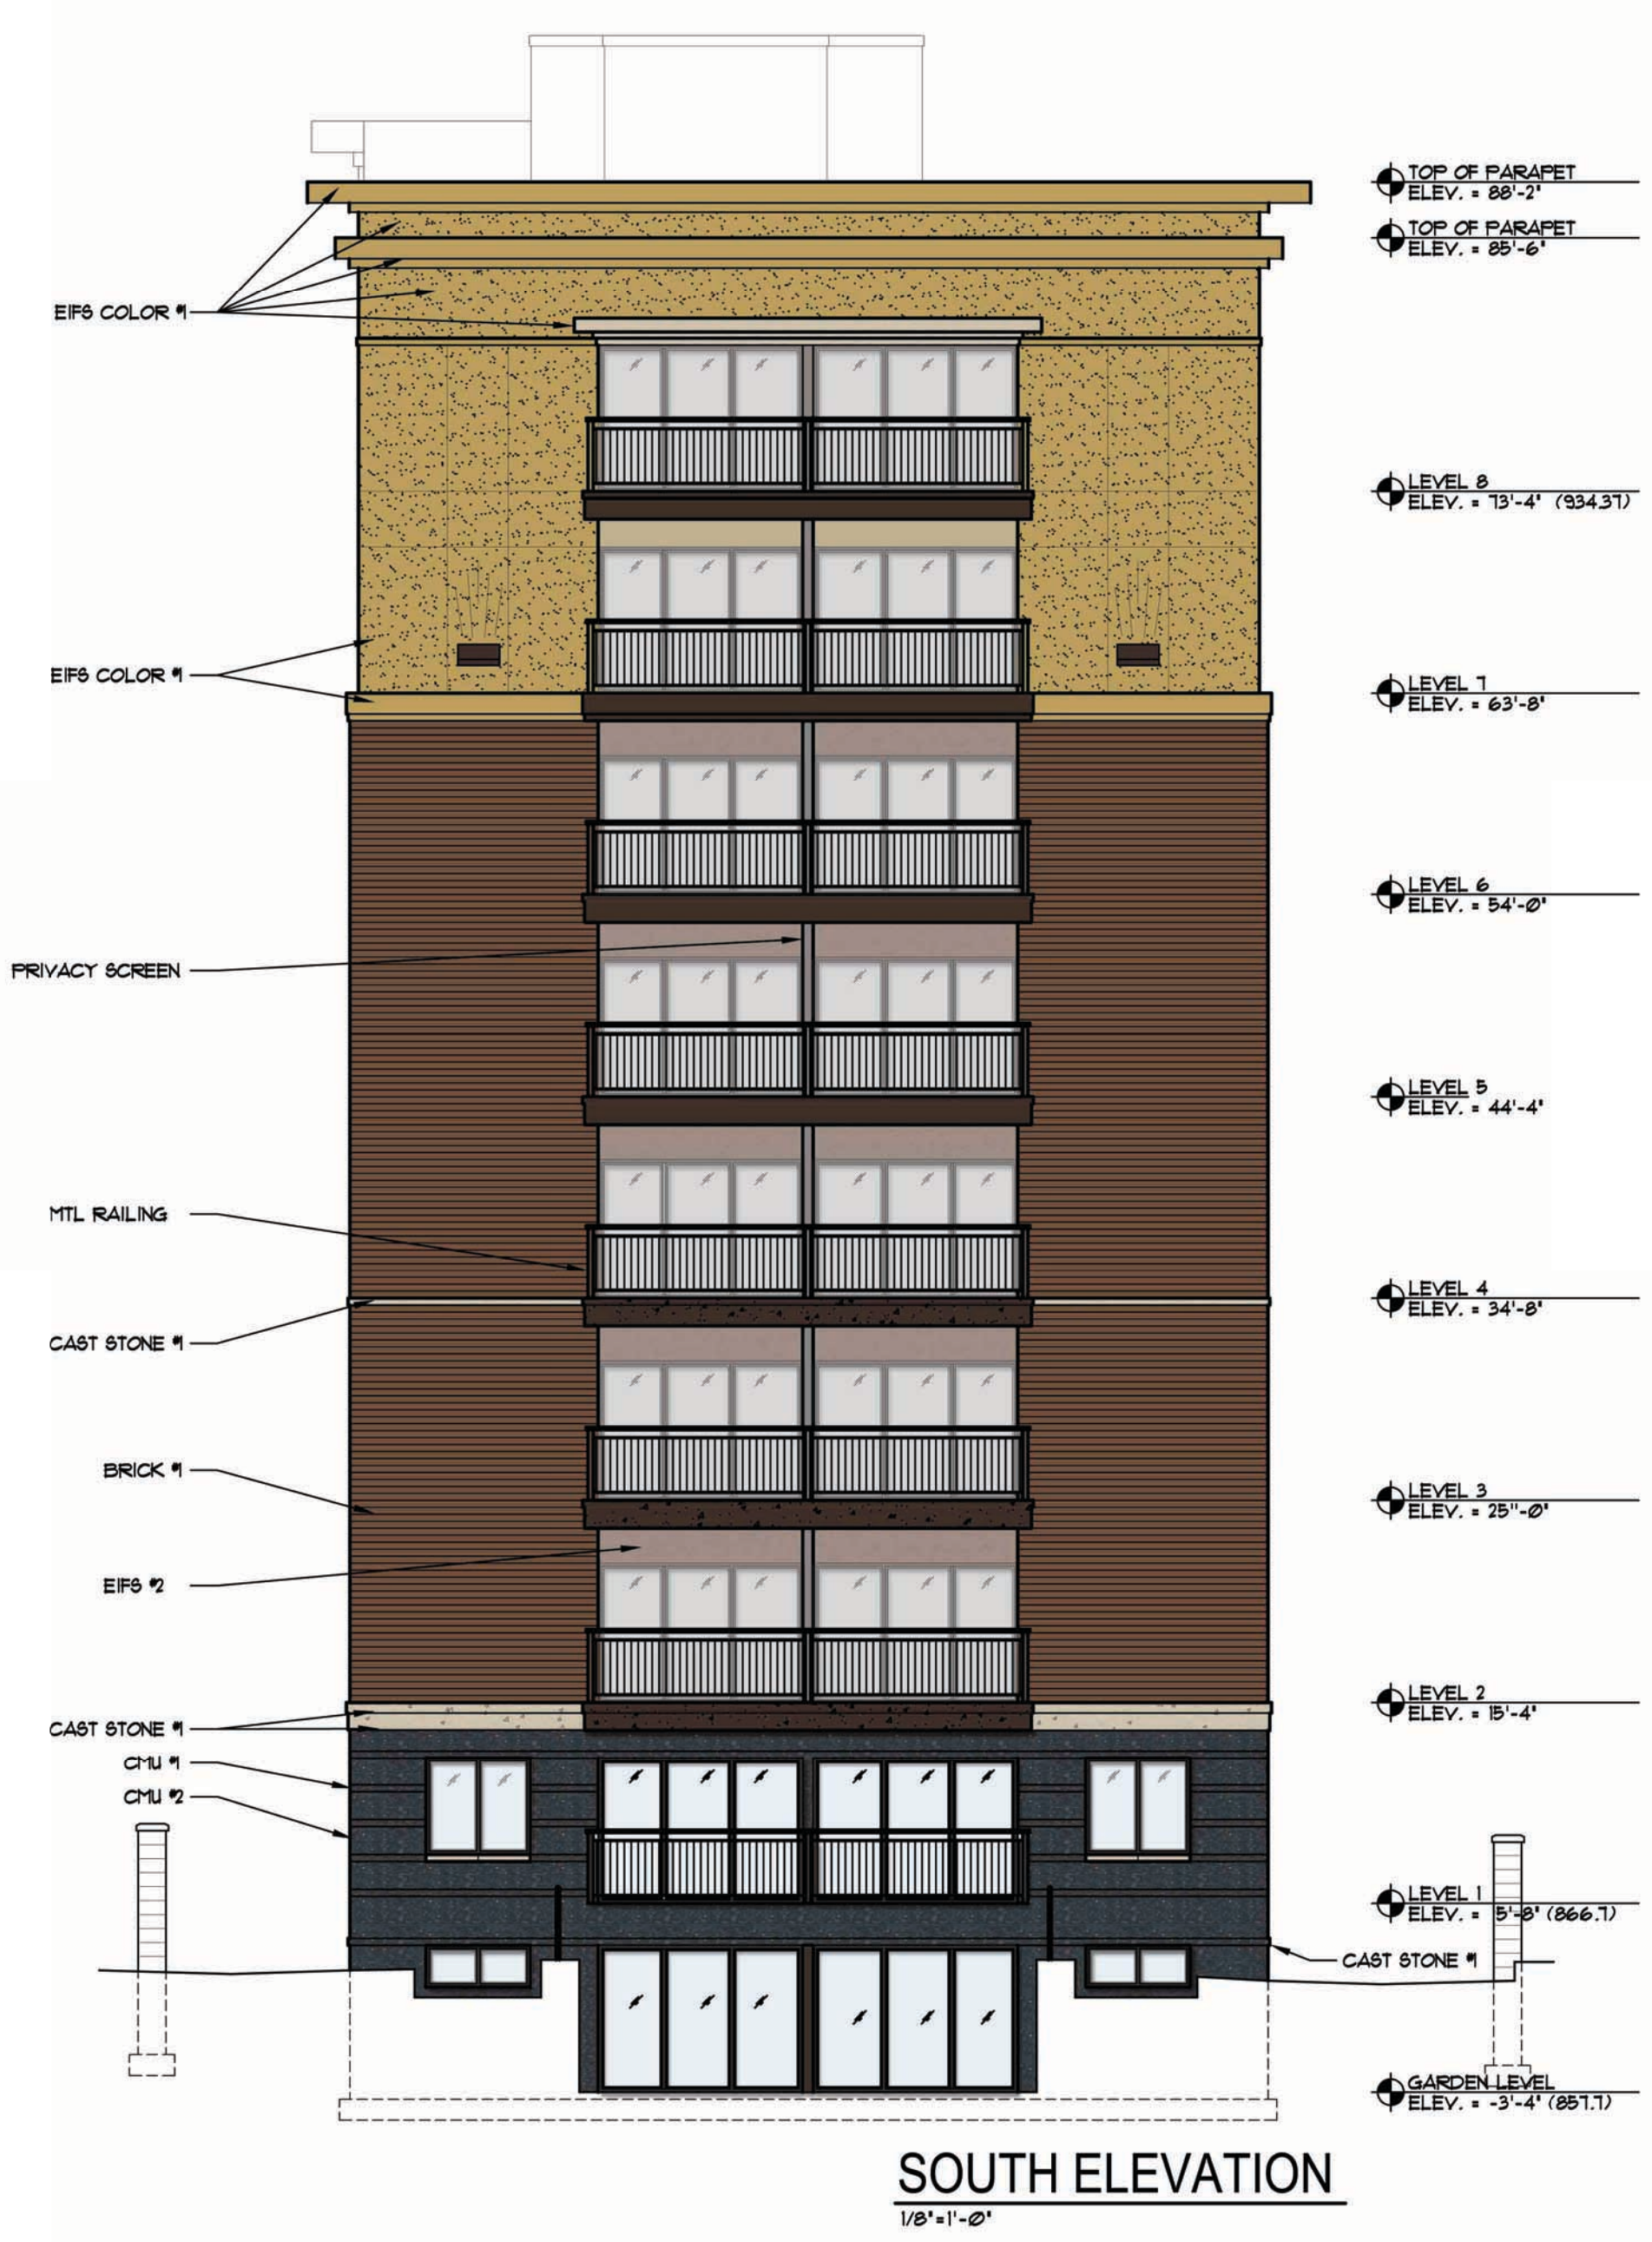 TOP OF PARAPET
ELEV. = 88'-2"
TOP OF PARAPET
ELEV. = 85'-6"
EIFS COLOR #1
LEVEL 8
ELEV. = 73'-4" (934.37)
EIFS COLOR #1
LEVEL 7
ELEV. = 63'-8"
LEVEL 6
ELEV. = 54'-0"
PRIVACY SCREEN
LEVEL 5
ELEV. = 44'-4"
MTL RAILING
LEVEL 4
ELEV. = 34'-8"
CAST STONE #1
BRICK #1
LEVEL 3
ELEV. = 25"-0"
EIFS #2
LEVEL 2
ELEV. = 15'-4"
CAST STONE #1
CMU #1
CMU #2
LEVEL 1
ELEV. = 5'-8" (866.7)
CAST STONE #1
GARDEN LEVEL
ELEV. = -3'-4" (857.7)
SOUTH ELEVATION
1/8"=1'-0"